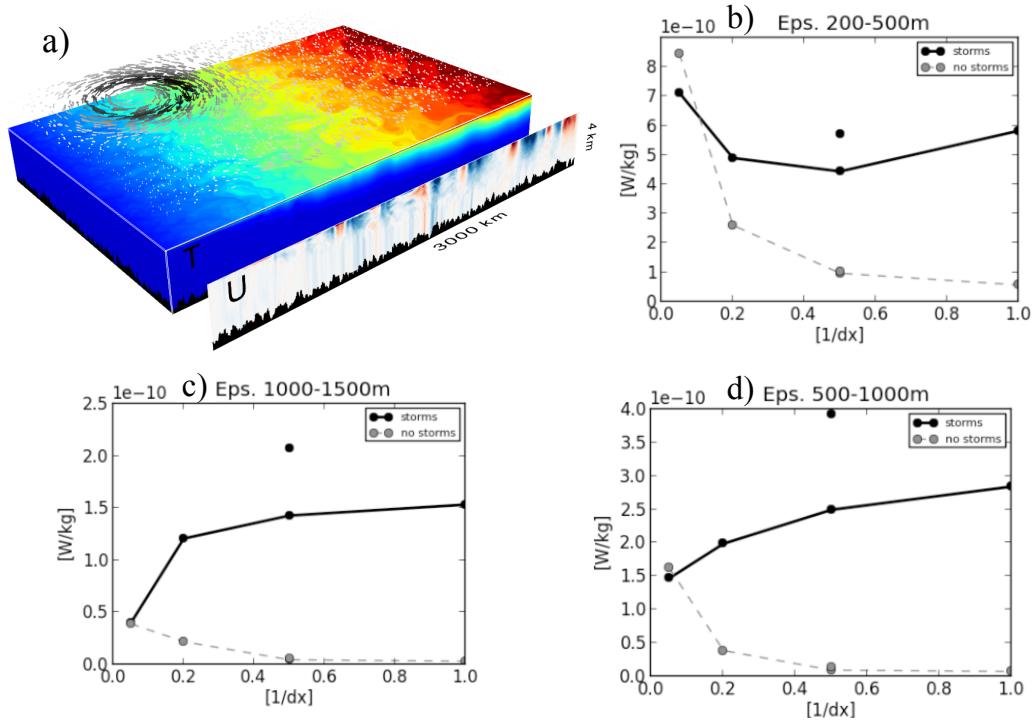 a)
T
U
3000 km
4 km
b)
Eps. 200-500m
1e−10
storms
no storms
[W/kg]
9
8
7
6
5
4
3
2
1
0
0.0 0.2 0.4 0.6 0.8 1.0
[1/dx]
c)
Eps. 1000-1500m
1e−10
storms
no storms
[W/kg]
2.5
2.0
1.5
1.0
0.5
0.0
0.0 0.2 0.4 0.6 0.8 1.0
[1/dx]
d)
Eps. 500-1000m
1e−10
storms
no storms
[W/kg]
4.0
3.5
3.0
2.5
2.0
1.5
1.0
0.50
0.0
0.0 0.2 0.4 0.6 0.8 1.0
[1/dx]